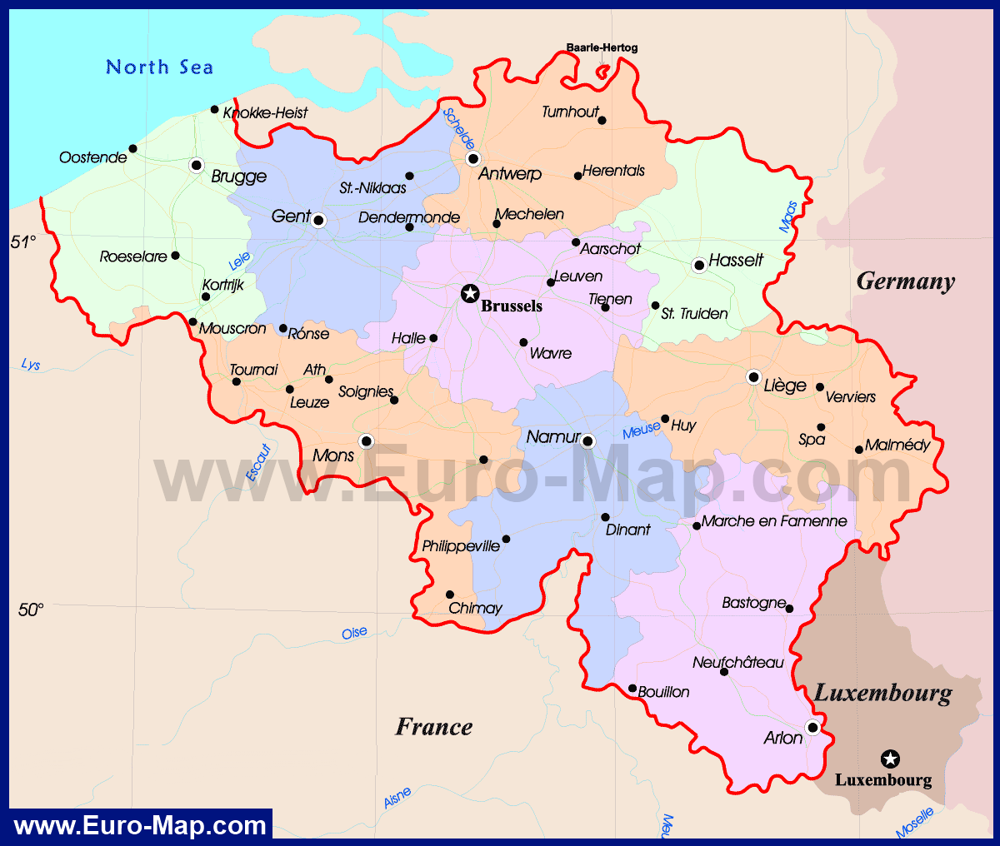 Baarle-Hertog
North Sea
Knokke-Heist
Turnhout
Schelde
Oostende
Brugge
Antwerp
Herentals
St.-Niklaas
Gent
Dendermonde
Mechelen
Maas
51°
Aarschot
Roeselare
Leie
Hasselt
Leuven
Germany
Kortrijk
Brussels
Tienen
St. Truiden
Mouscron
Rónse
Halle
Wavre
Lys
Tournai
Ath
Soignies
Leuze
Liège
Verviers
Meuse
Huy
Spa
Namur
Malmédy
Mons
Escaut
www.Euro-Map.com
Dinant
Marche en Famenne
Philippeville
Bastogne
50°
Chimay
Oise
Neufchâteau
Bouillon
Luxembourg
France
Arlon
Luxembourg
Aisne
Meu
Moselle
www.Euro-Map.com